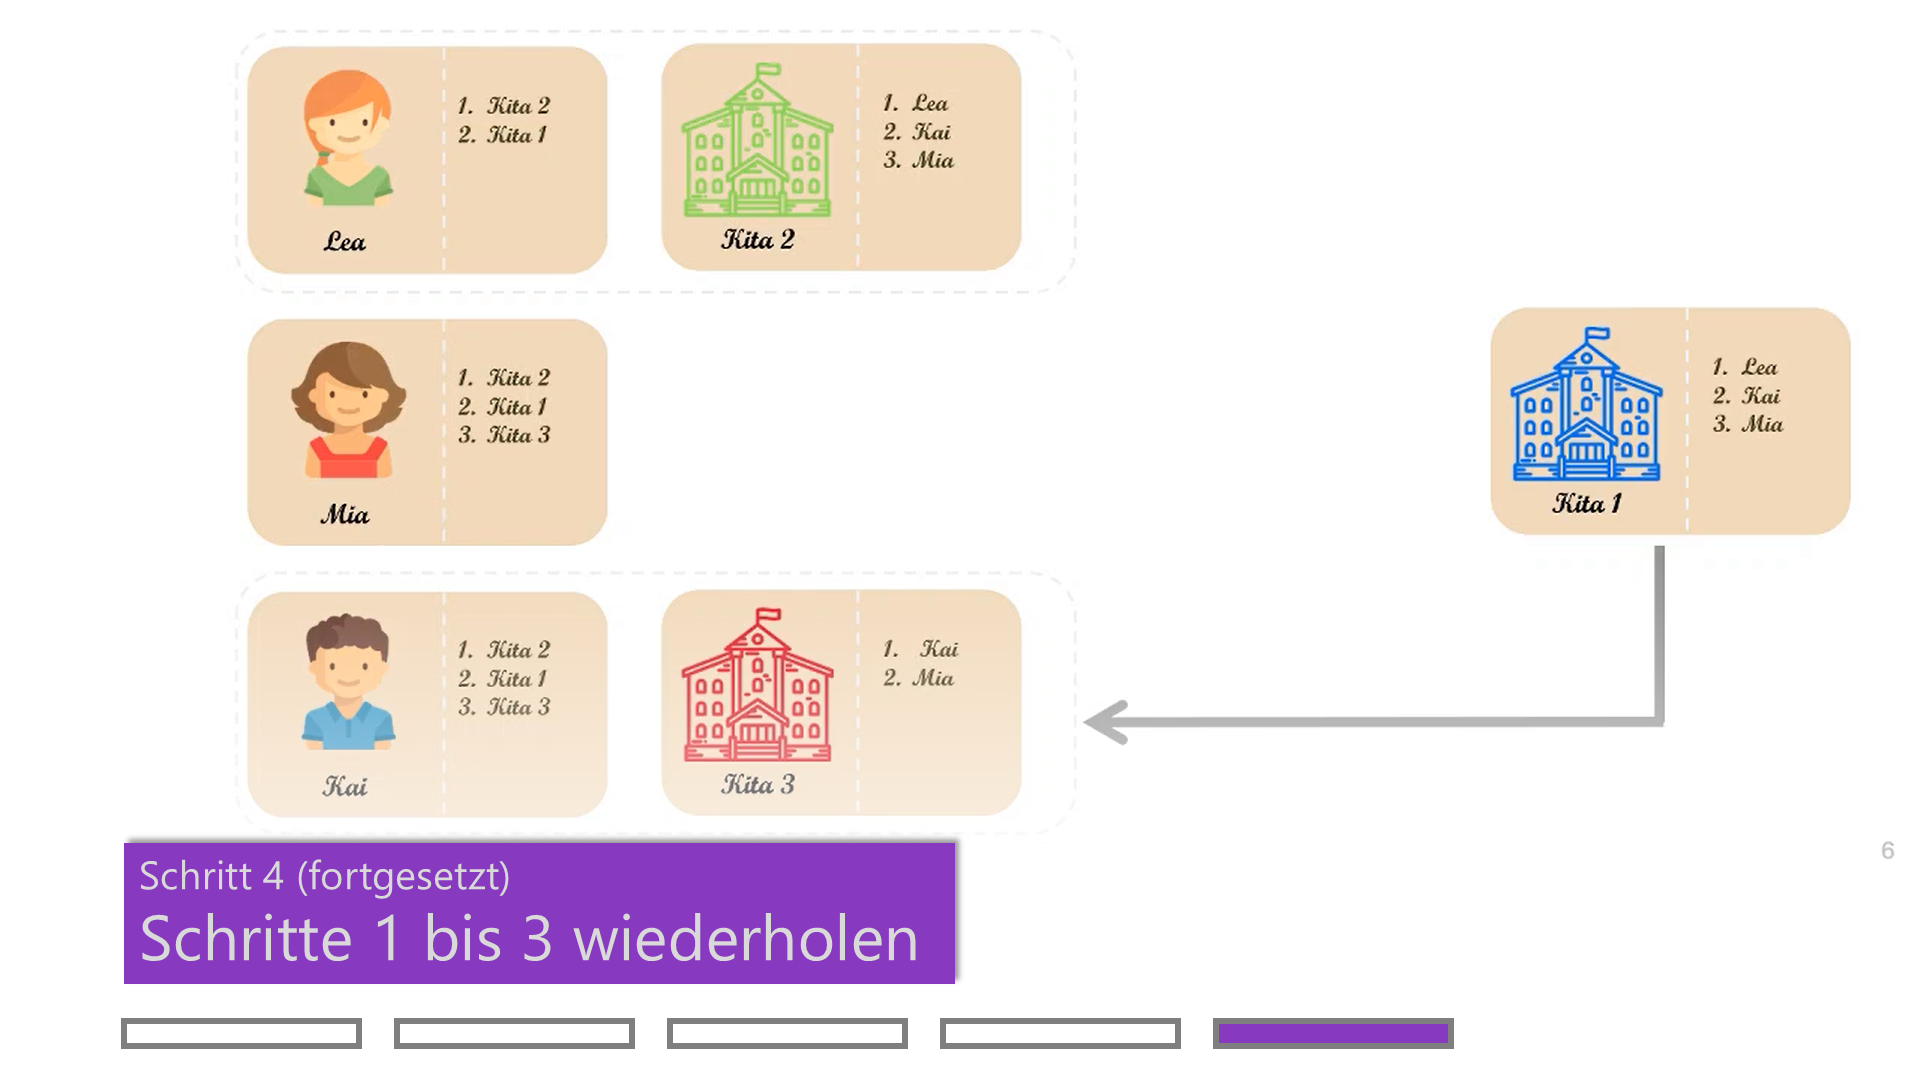 1. Kita 2
2. Kita 1
Lea
1. Lea
2. Kai
3. Mia
Kita 2
1. Kita 2
2. Kita 1
3. Kita 3
Mia
1. Lea
2. Kai
3. Mia
Kita 1
1. Kita 2
2. Kita 1
3. Kita 3
Kai
1. Kai
2. Mia
Kita 3
6
Schritt 4 (fortgesetzt)
Schritte 1 bis 3 wiederholen